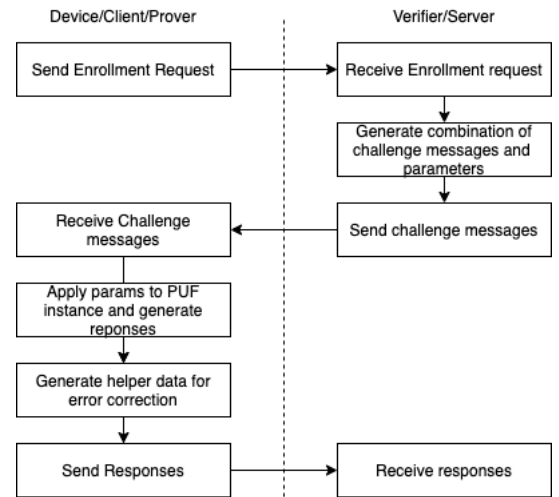 Device/Client/Prover
Verifier/Server
Send Enrollment Request
Receive Enrollment request
Generate combination of
challenge messages and
parameters
Receive Challenge
messages
Send challenge messages
Apply params to PUF
instance and generate
reponses
Generate helper data for
error correction
Send Responses
Receive responses